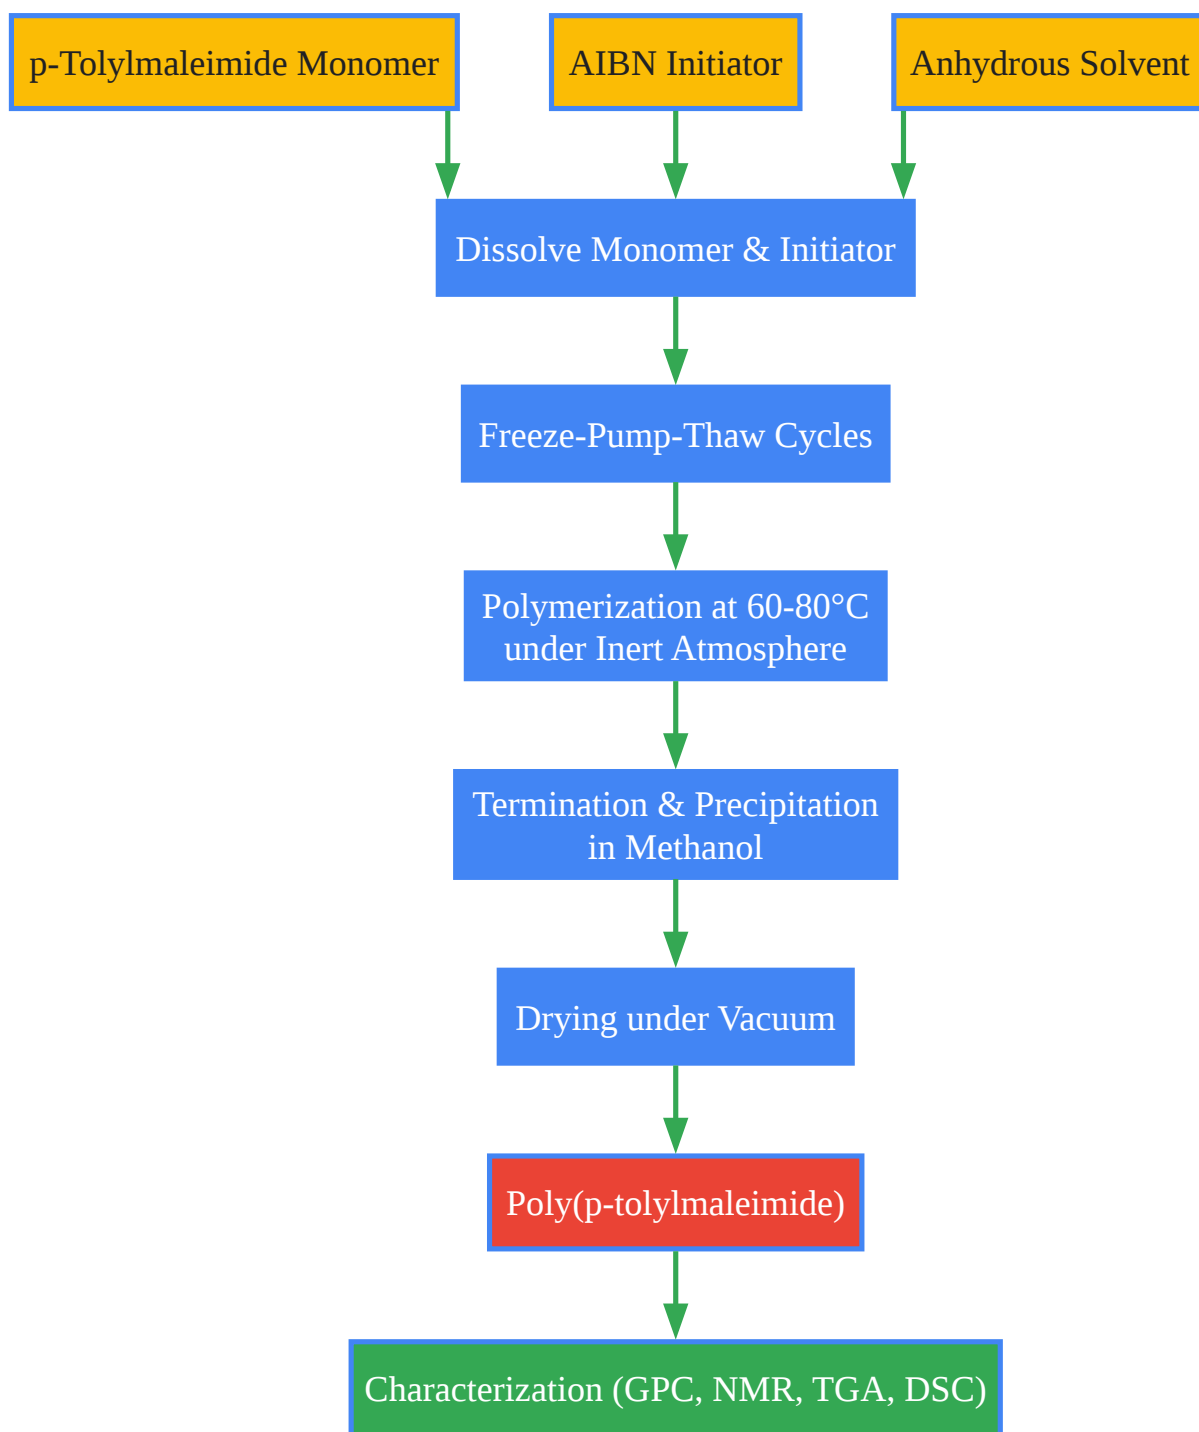 p-Tolylmaleimide Monomer
AIBN Initiator
Anhydrous Solvent
Dissolve Monomer & Initiator
Freeze-Pump-Thaw Cycles
Polymerization at 60-80°C
under Inert Atmosphere
Termination & Precipitation
in Methanol
Drying under Vacuum
Poly(p-tolylmaleimide)
Characterization (GPC, NMR, TGA, DSC)